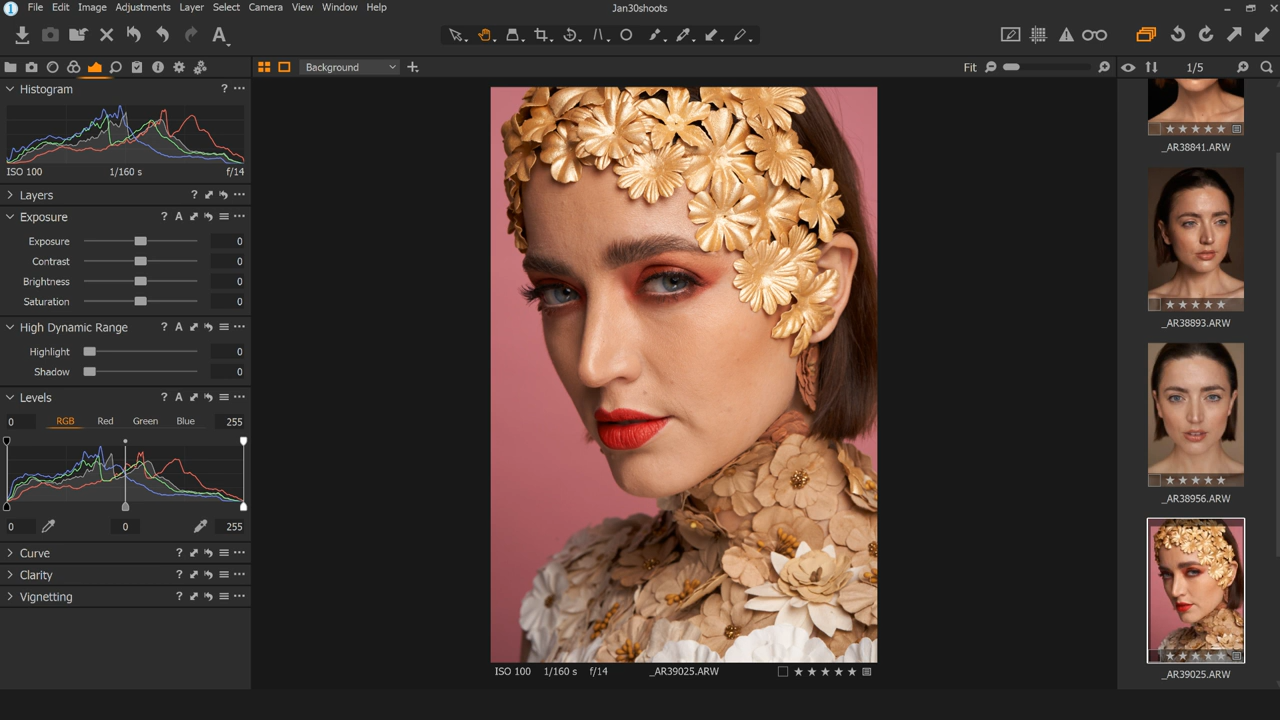 File Edit Image Adjustments Layer Select Camera View Window Help
Jan30shoots
A
Background
Fit
1/5
Histogram
?
ISO 100 1/160 s f/14
Layers ?
Exposure ? A
Exposure 0
Contrast 0
Brightness 0
Saturation 0
High Dynamic Range ? A
Highlight 0
Shadow 0
Levels ? A
0 RGB Red Green Blue 255
0 0 255
Curve ?
Clarity ?
Vignetting ?
ISO 100 1/160 s f/14 _AR39025.ARW
_AR38841.ARW
_AR38893.ARW
_AR38956.ARW
_AR39025.ARW